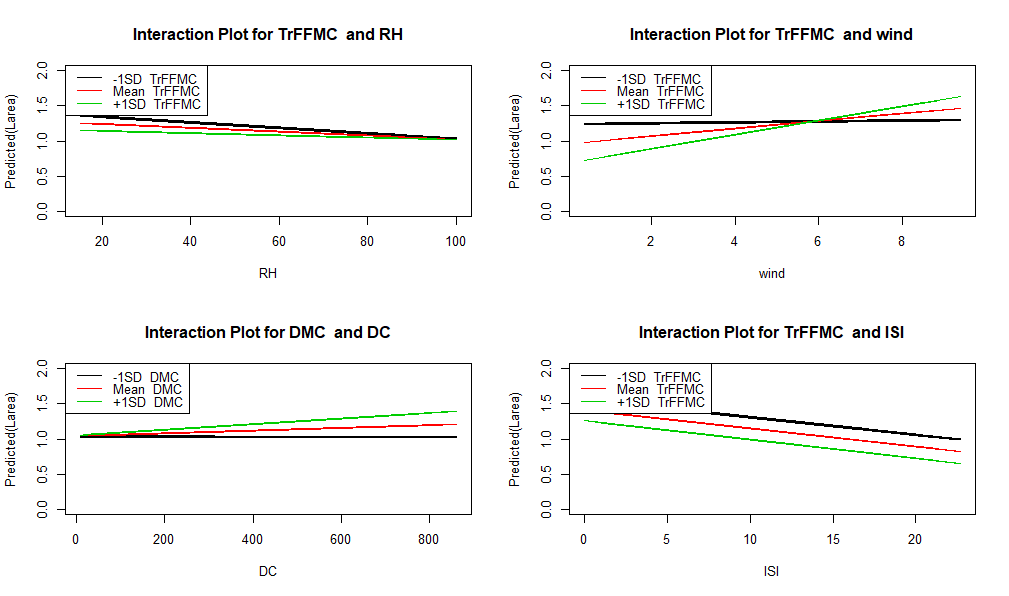 Interaction Plot for TrFFMC  and RH
-1SD  TrFFMC
Mean  TrFFMC
+1SD  TrFFMC
Predicted(Larea)
2.0
1.5
1.0
0.5
0.0
20 40 60 80 100
RH
Interaction Plot for TrFFMC  and wind
-1SD  TrFFMC
Mean  TrFFMC
+1SD  TrFFMC
Predicted(Larea)
2.0
1.5
1.0
0.5
0.0
2 4 6 8
wind
Interaction Plot for DMC  and DC
-1SD  DMC
Mean  DMC
+1SD  DMC
Predicted(Larea)
2.0
1.5
1.0
0.5
0.0
0 200 400 600 800
DC
Interaction Plot for TrFFMC  and ISI
-1SD  TrFFMC
Mean  TrFFMC
+1SD  TrFFMC
Predicted(Larea)
2.0
1.5
1.0
0.5
0.0
0 5 10 15 20
ISI